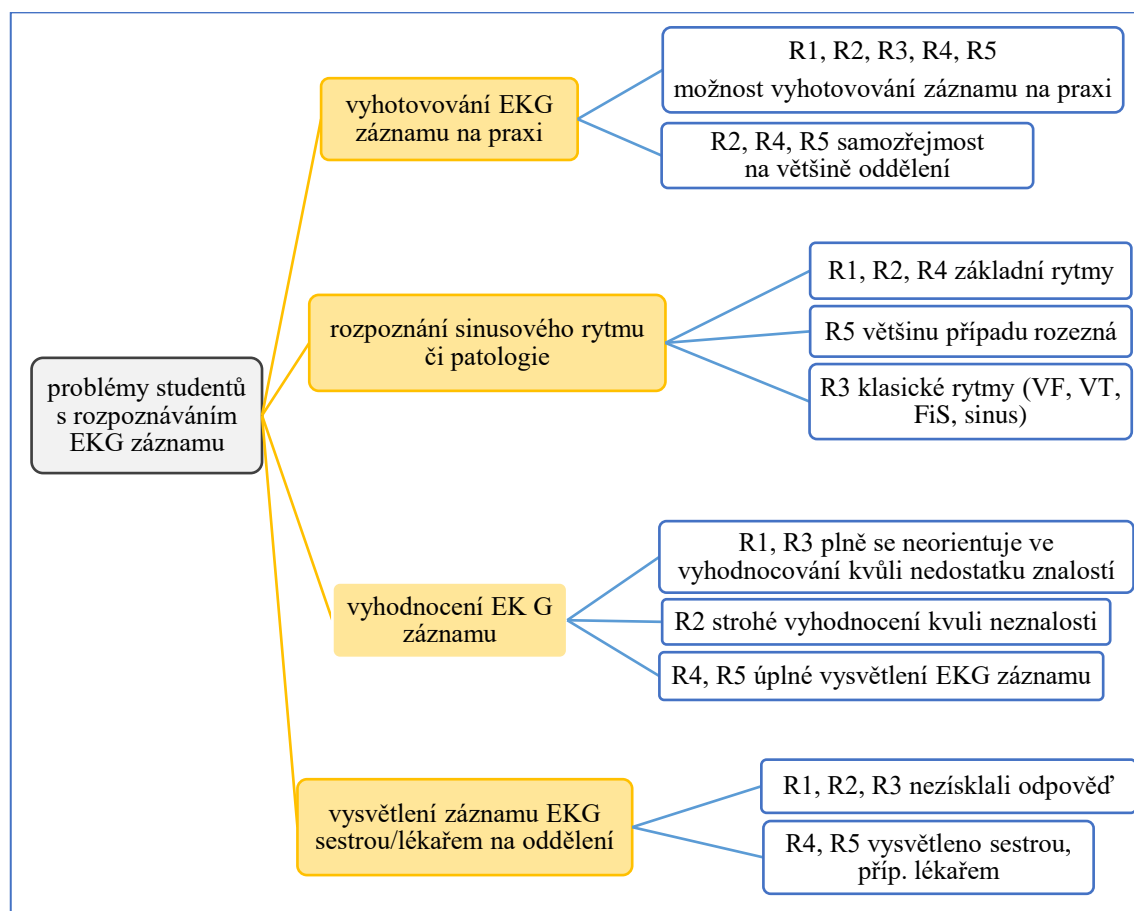 problémy studentů
s rozpoznáváním
EKG záznamu
vyhotovování EKG
záznamu na praxi
R1, R2, R3, R4, R5
možnost vyhotovování záznamu na praxi
R2, R4, R5 samozřejmost
na většině oddělení
rozpoznání sinusového rytmu
či patologie
R1, R2, R4 základní rytmy
R5 většinu případu rozezná
R3 klasické rytmy (VF, VT,
FiS, sinus)
vyhodnocení EK G
záznamu
R1, R3 plně se neorientuje ve
vyhodnocování kvůli nedostatku znalostí
R2 strohé vyhodnocení kvuli neznalosti
R4, R5 úplné vysvětlení EKG záznamu
vysvětlení záznamu EKG
sestrou/lékařem na oddělení
R1, R2, R3 nezísklali odpověď
R4, R5 vysvětleno sestrou,
příp. lékařem